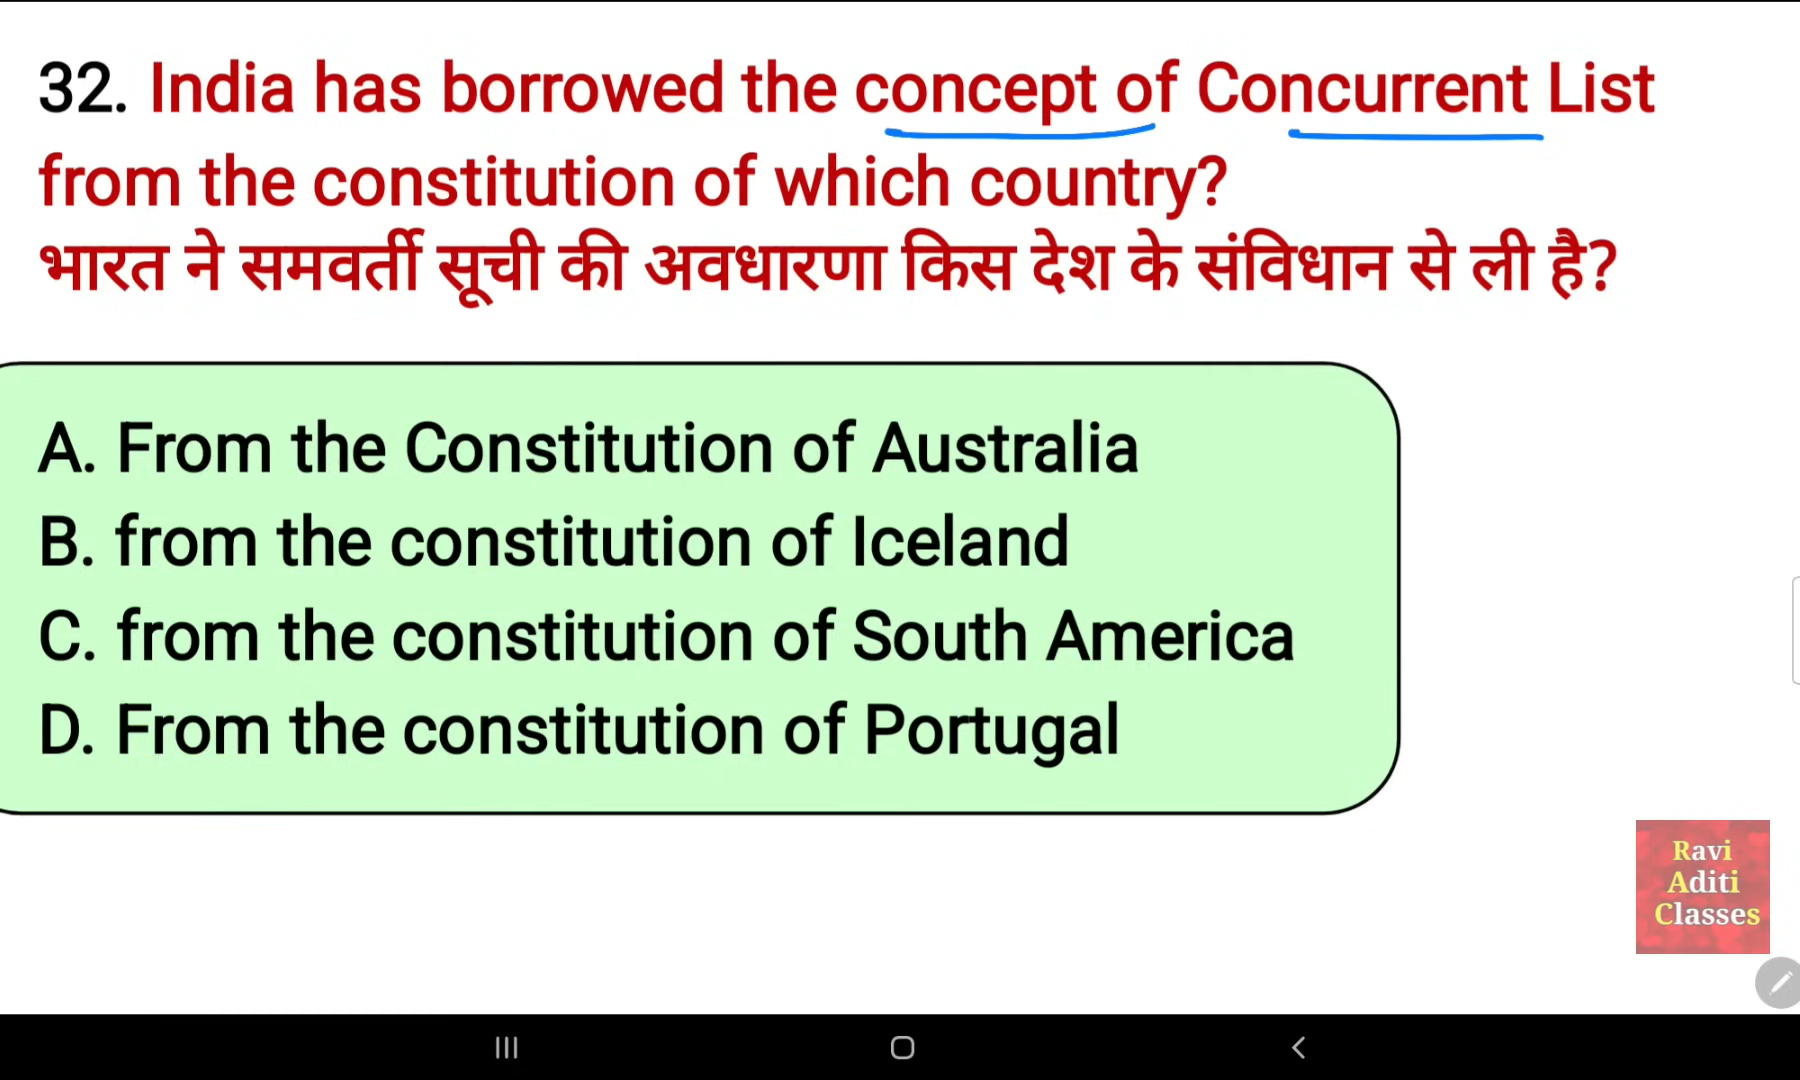 32. India has borrowed the concept of Concurrent List
from the constitution of which country?
भारत ने समवर्ती सूची की अवधारणा किस देश के संविधान से ली है?
A. From the Constitution of Australia
B. from the constitution of Iceland
C. from the constitution of South America
D. From the constitution of Portugal
Ravi
Aditi
Classes